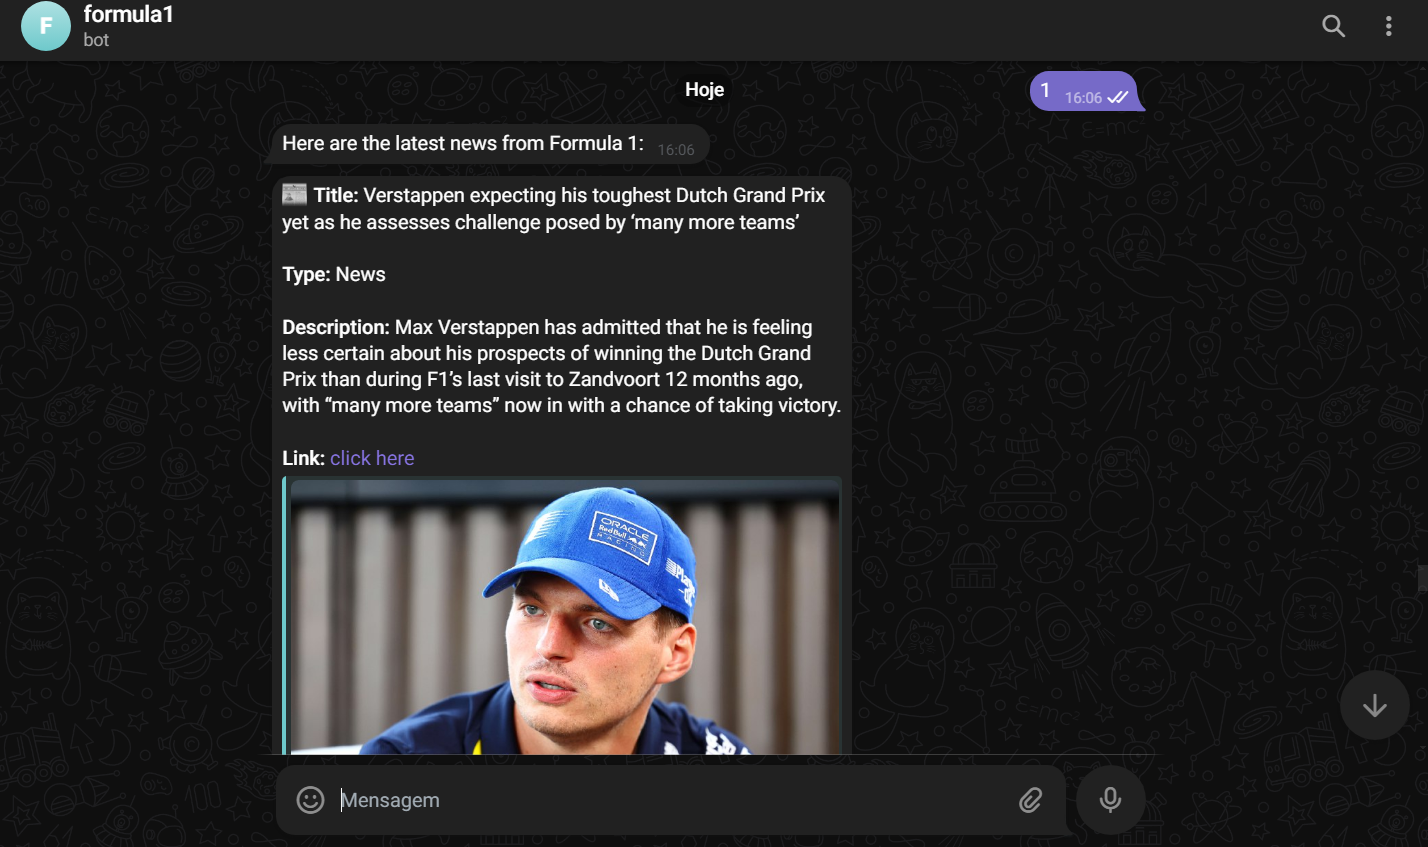 F
formula1
bot
Hoje
1 16:06
Here are the latest news from Formula 1: 16:06
Title: Verstappen expecting his toughest Dutch Grand Prix
yet as he assesses challenge posed by ‘many more teams’
Type: News
Description: Max Verstappen has admitted that he is feeling
less certain about his prospects of winning the Dutch Grand
Prix than during F1’s last visit to Zandvoort 12 months ago,
with “many more teams” now in with a chance of taking victory.
Link: click here
ORACLE
Red Bull
RACING
Mensagem